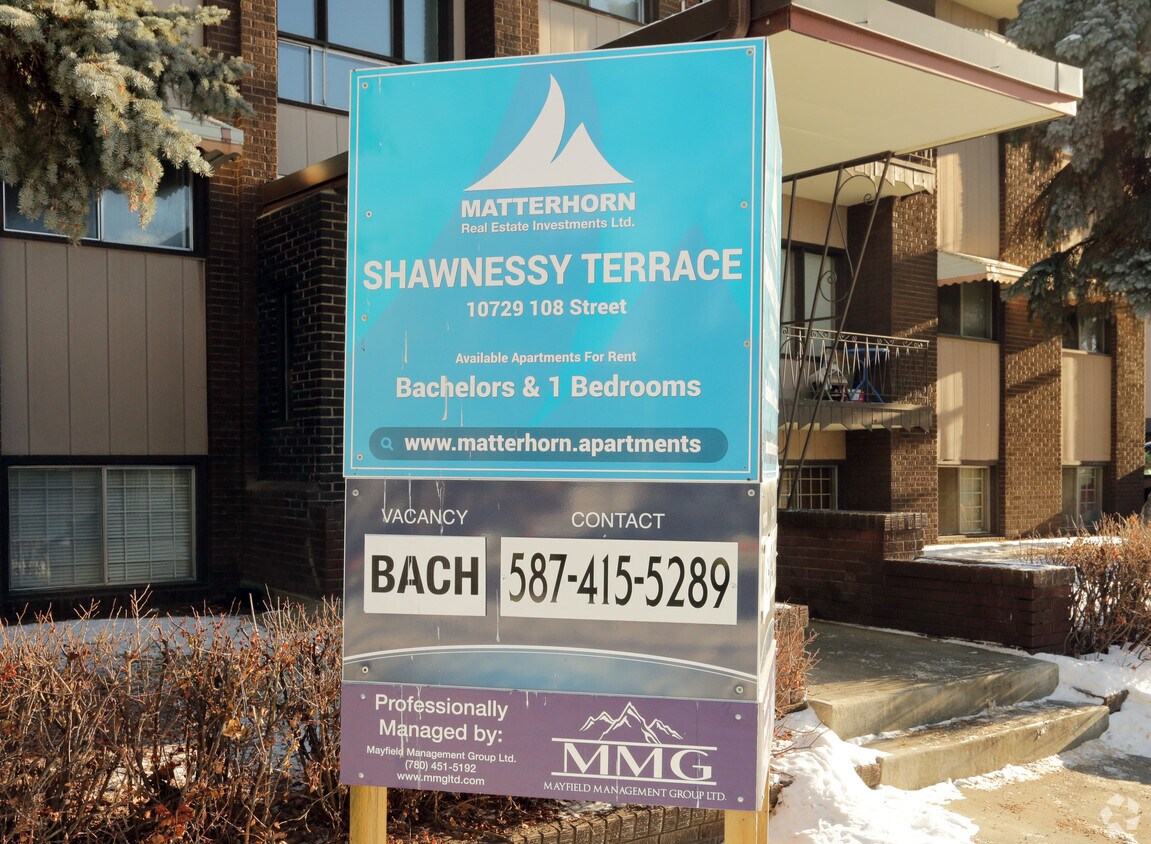 MATTERHORN
Real Estate Investments Ltd.
SHAWNESSY TERRACE
10729 108 Street
Available Apartments For Rent
Bachelors & 1 Bedrooms
www.matterhorn.apartments
VACANCY
CONTACT
BACH
587-415-5289
Professionally
Managed by:
Mayfield Management Group Ltd.
(780) 451-5192
www.mmgltd.com
MMG
MAYFIELD MANAGEMENT GROUP LTD.